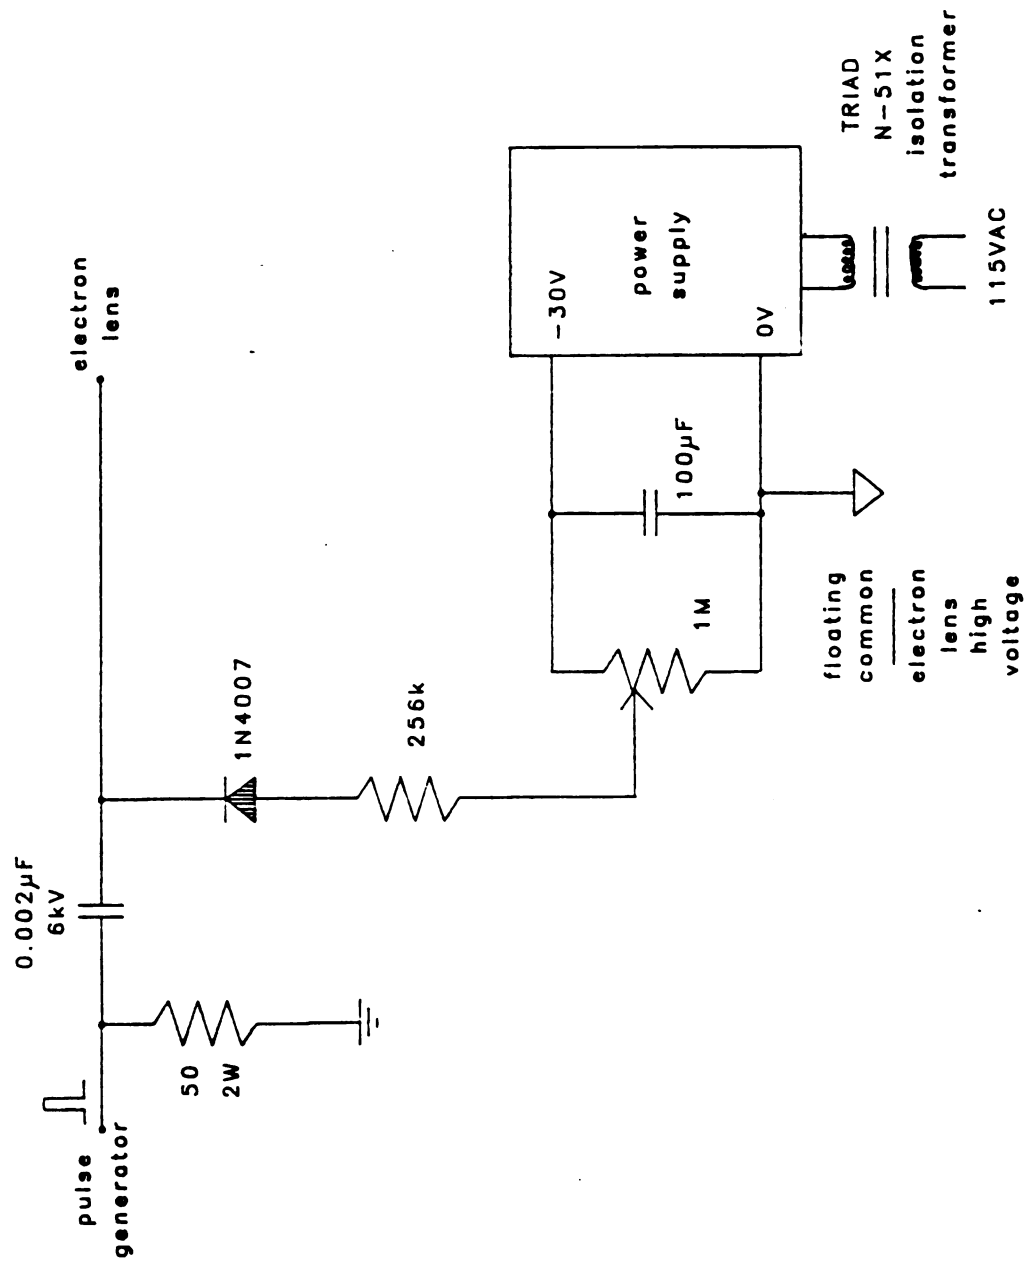 pulse
generator
0.002µF
6kV
50
2W
1N4007
256k
electron
lens
1M
100µF
-30V
0V
power
supply
floating
common
electron
lens
high
voltage
TRIAD
N-51X
isolation
transformer
115VAC